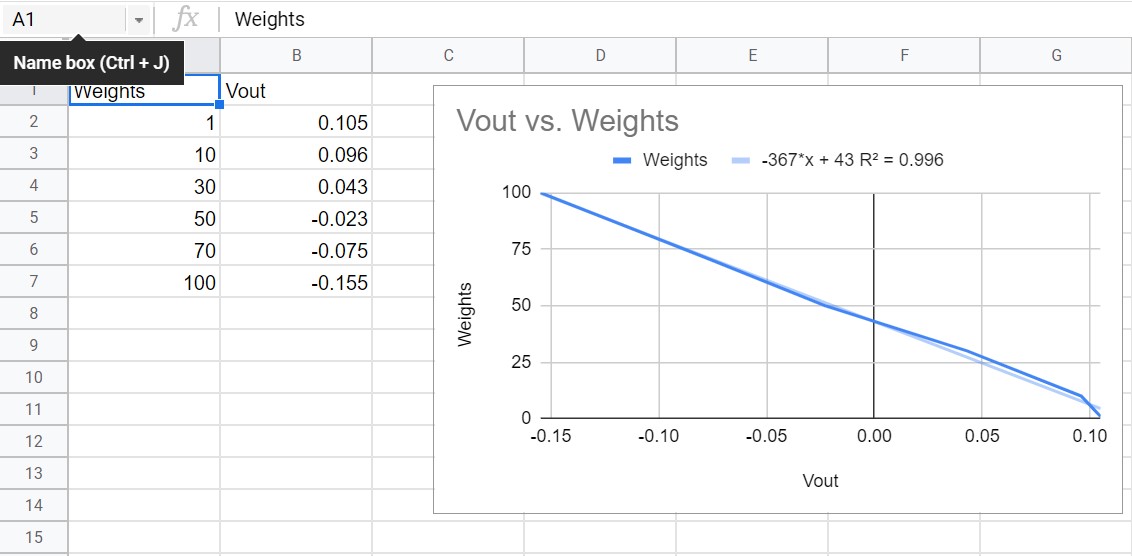 A1 fx Weights
Name box (Ctrl + J)
B C D E F G
1 Weights Vout
2 1 0.105
3 10 0.096
4 30 0.043
5 50 -0.023
6 70 -0.075
7 100 -0.155
8
9
10
11
12
13
14
15
Vout vs. Weights
Weights -367*x + 43 R² = 0.996
100
75
50
25
0
Weights
-0.15 -0.10 -0.05 0.00 0.05 0.10
Vout